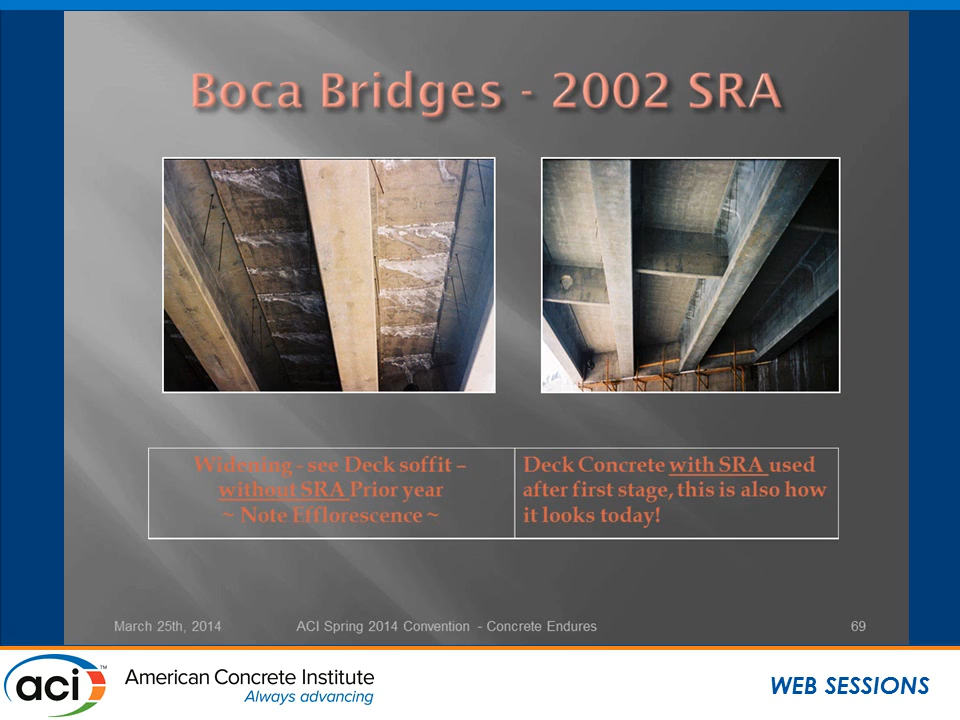 Boca Bridges - 2002 SRA
Widening - see Deck soffit –
without SRA Prior year
~ Note Efflorescence ~
Deck Concrete with SRA used
after first stage, this is also how
it looks today!
March 25th, 2014
ACI Spring 2014 Convention - Concrete Endures
69
aci™
American Concrete Institute
Always advancing
WEB SESSIONS